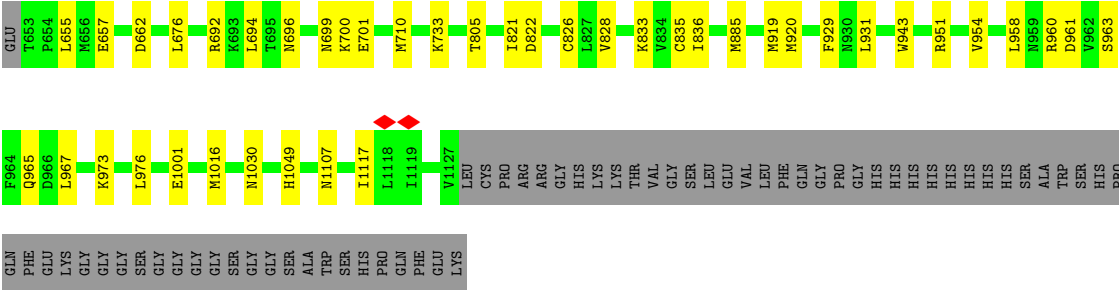 GLU T653 P654 L655 M656 E657 D662 L676 R692 K693 L694 T695 N696 N699 K700 E701 M710 K733 T805 I821 D822 C826 L827 V828 K833 V834 C835 I836 M885 M919 M920 F929 N930 L931 W943 R951 V954 L958 N959 R960 D961 V962 S963
F964 Q965 D966 L967 K973 L976 E1001 M1016 N1030 H1049 N1107 I1117 L1118 I1119 V1127 LEU CYS PRO ARG ARG GLY HIS LYS LYS THR VAL GLY SER LEU GLU VAL LEU PHE GLN GLY PRO GLY HIS HIS HIS HIS HIS HIS HIS HIS SER ALA TRP SER HIS PRO
GLN PHE GLU LYS GLY GLY GLY SER GLY GLY GLY GLY SER GLY GLY SER ALA TRP SER HIS PRO GLN PHE GLU LYS